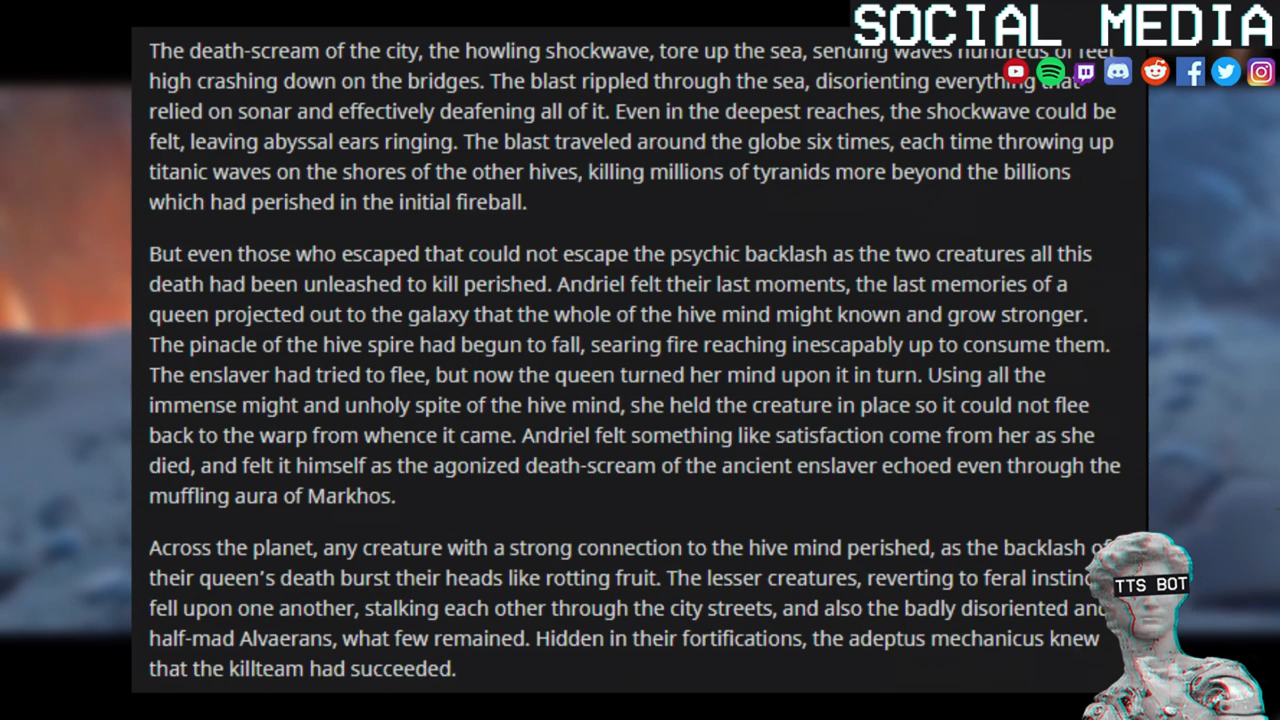 SOCIAL MEDIA
The death-scream of the city, the howling shockwave, tore up the sea, sending waves hundreds of feet
high crashing down on the bridges. The blast rippled through the sea, disorienting everything that
relied on sonar and effectively deafening all of it. Even in the deepest reaches, the shockwave could be
felt, leaving abyssal ears ringing. The blast traveled around the globe six times, each time throwing up
titanic waves on the shores of the other hives, killing millions of tyranids more beyond the billions
which had perished in the initial fireball.
But even those who escaped that could not escape the psychic backlash as the two creatures all this
death had been unleashed to kill perished. Andriel felt their last moments, the last memories of a
queen projected out to the galaxy that the whole of the hive mind might known and grow stronger.
The pinacle of the hive spire had begun to fall, searing fire reaching inescapably up to consume them.
The enslaver had tried to flee, but now the queen turned her mind upon it in turn. Using all the
immense might and unholy spite of the hive mind, she held the creature in place so it could not flee
back to the warp from whence it came. Andriel felt something like satisfaction come from her as she
died, and felt it himself as the agonized death-scream of the ancient enslaver echoed even through the
muffling aura of Markhos.
Across the planet, any creature with a strong connection to the hive mind perished, as the backlash of
their queen's death burst their heads like rotting fruit. The lesser creatures, reverting to feral instinc
fell upon one another, stalking each other through the city streets, and also the badly disoriented and
half-mad Alvaerans, what few remained. Hidden in their fortifications, the adeptus mechanicus knew
that the killteam had succeeded.
TTS BOT